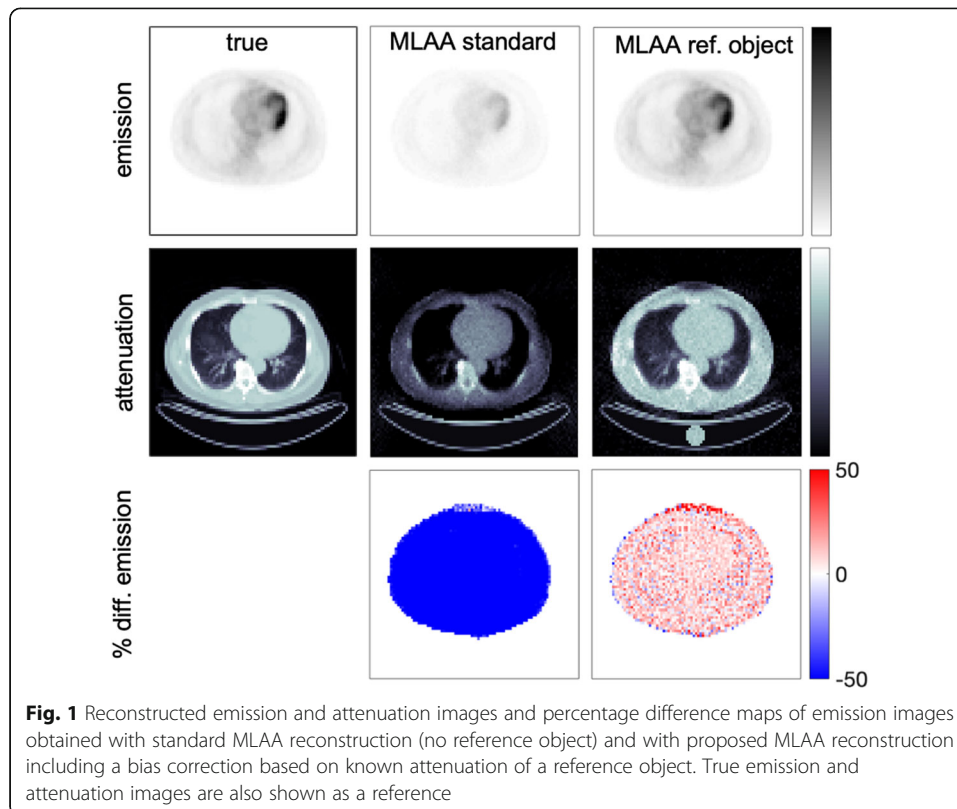 true
MLAA standard
MLAA ref. object
emission
attenuation
% diff. emission
50
0
-50
Fig. 1 Reconstructed emission and attenuation images and percentage difference maps of emission images
obtained with standard MLAA reconstruction (no reference object) and with proposed MLAA reconstruction
including a bias correction based on known attenuation of a reference object. True emission and
attenuation images are also shown as a reference